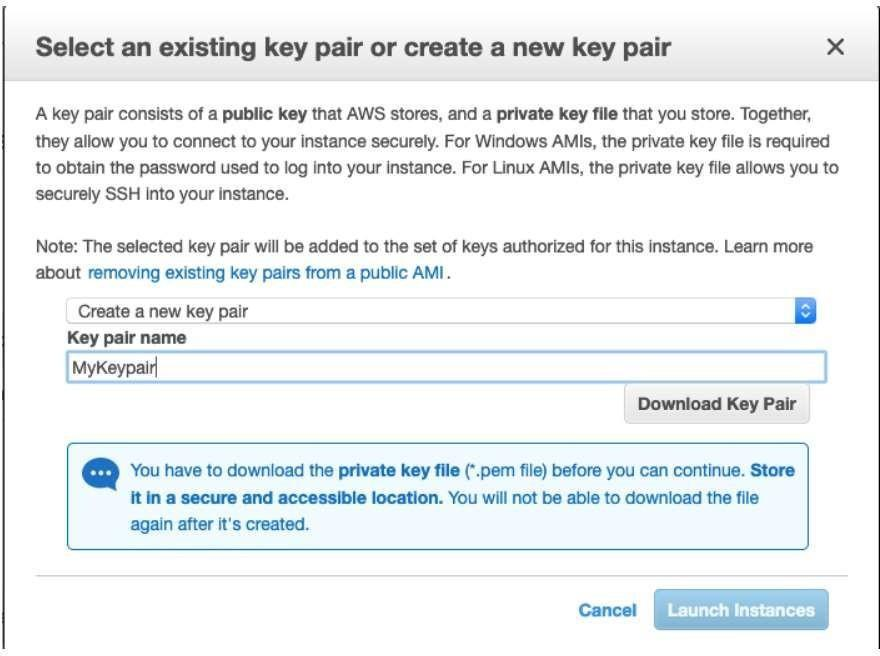 Select an existing key pair or create a new key pair
A key pair consists of a public key that AWS stores, and a private key file that you store. Together,
they allow you to connect to your instance securely. For Windows AMIs, the private key file is required
to obtain the password used to log into your instance. For Linux AMIs, the private key file allows you to
securely SSH into your instance.
Note: The selected key pair will be added to the set of keys authorized for this instance. Learn more
about removing existing key pairs from a public AMI.
Create a new key pair
Key pair name
MyKeypair
Download Key Pair
You have to download the private key file (*.pem file) before you can continue. Store
it in a secure and accessible location. You will not be able to download the file
again after it's created.
Cancel Launch Instances